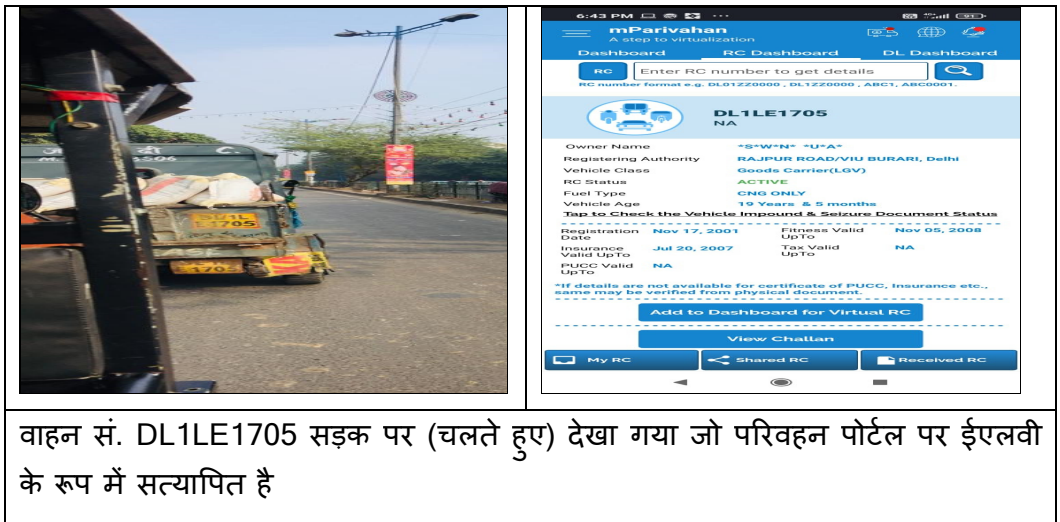 DL1L
E1705
E1705
6:43 PM
mParivahan
A step to virtualization
Dashboard RC Dashboard DL Dashboard
RC Enter RC number to get details
RC number format e.g. DL01ZZ0000 , DL1ZZ0000 , ABC1, ABC0001.
DL1LE1705
NA
Owner Name *S*W*N* *U*A*
Registering Authority RAJPUR ROAD/VIU BURARI, Delhi
Vehicle Class Goods Carrier(LGV)
RC Status ACTIVE
Fuel Type CNG ONLY
Vehicle Age 19 Years & 5 months
Tap to Check the Vehicle Impound & Seizure Document Status
Registration Date Nov 17, 2001 Fitness Valid UpTo Nov 05, 2008
Insurance Valid UpTo Jul 20, 2007 Tax Valid UpTo NA
PUCC Valid UpTo NA
*If details are not available for certificate of PUCC, Insurance etc.,
same may be verified from physical document.
Add to Dashboard for Virtual RC
View Challan
My RC Shared RC Received RC
वाहन सं. DL1LE1705 सड़क पर (चलते हुए) देखा गया जो परिवहन पोर्टल पर ईएलवी
के रूप में सत्यापित है